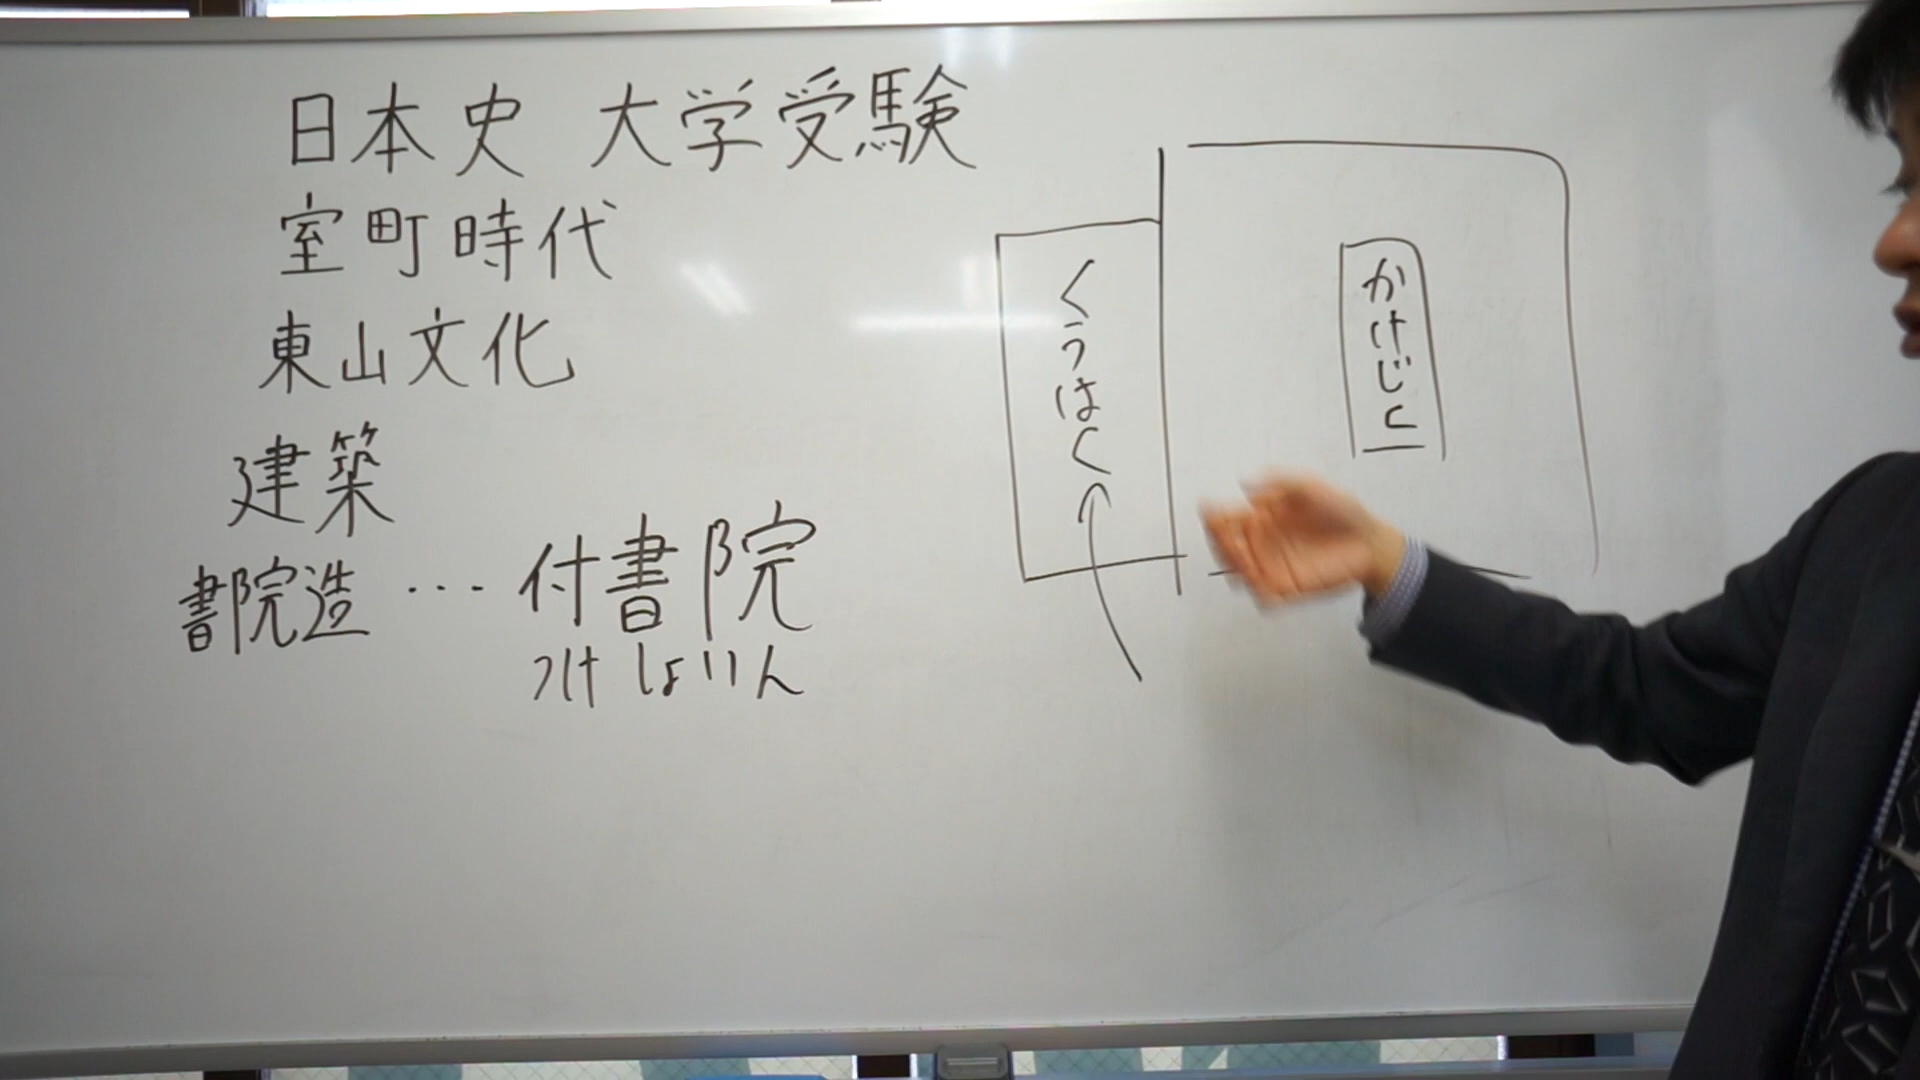 日本史 大学受験
室町時代
東山文化
建築
書院造 … 付書院
つけしょいん
くうはく
かけじく